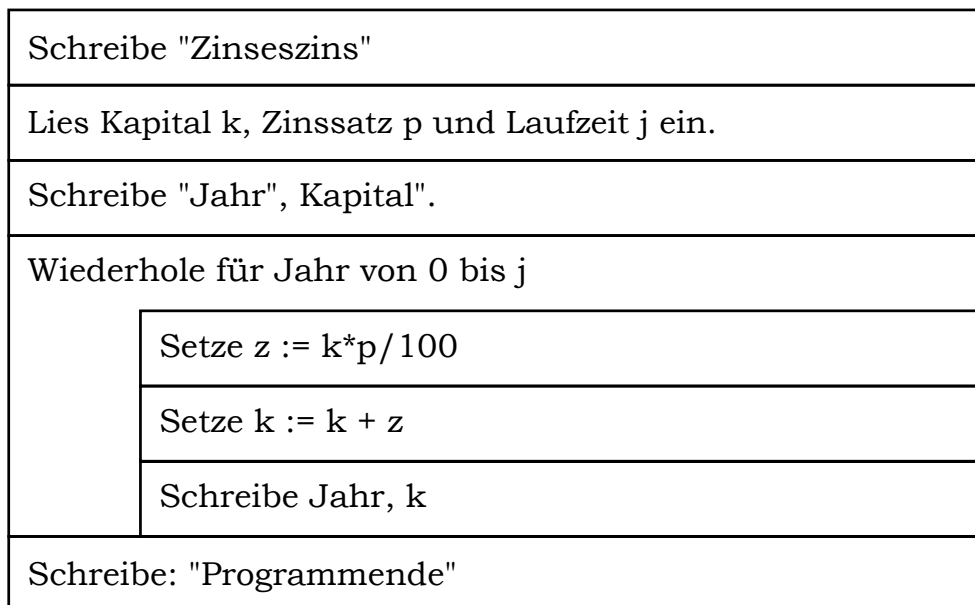 Schreibe "Zinseszins"
Lies Kapital k, Zinssatz p und Laufzeit j ein.
Schreibe "Jahr", Kapital".
Wiederhole für Jahr von 0 bis j
Setze z := k*p/100
Setze k := k + z
Schreibe Jahr, k
Schreibe: "Programmende"